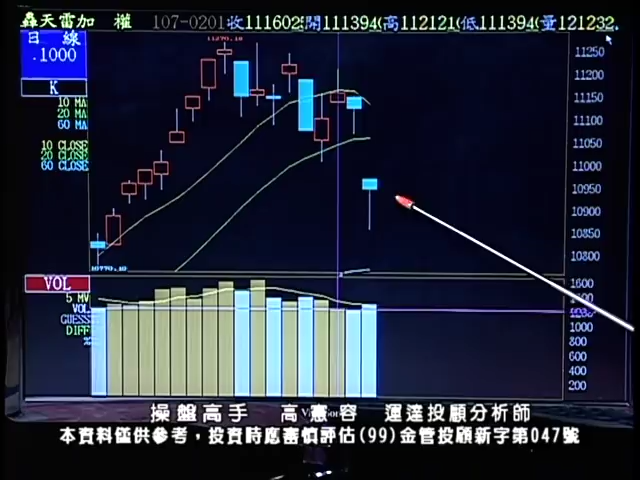 轟天雷加 權 107-0201收111602開111394高112121低111394量121232.
日 線
.1000
K
10 MA
20 MA
60 MA
10 CLOSE
20 CLOSE
60 CLOSE
11270.18
10770.18
11250
11200
11150
11100
11050
11000
10950
10900
10850
10800
VOL
5 MV
VOL
GUESS
DIFF
%
1600
1000
800
600
400
200
操盤高手 高憲容 運達投顧分析師
本資料僅供參考，投資時應審慎評估(99)金管投顧新字第047號